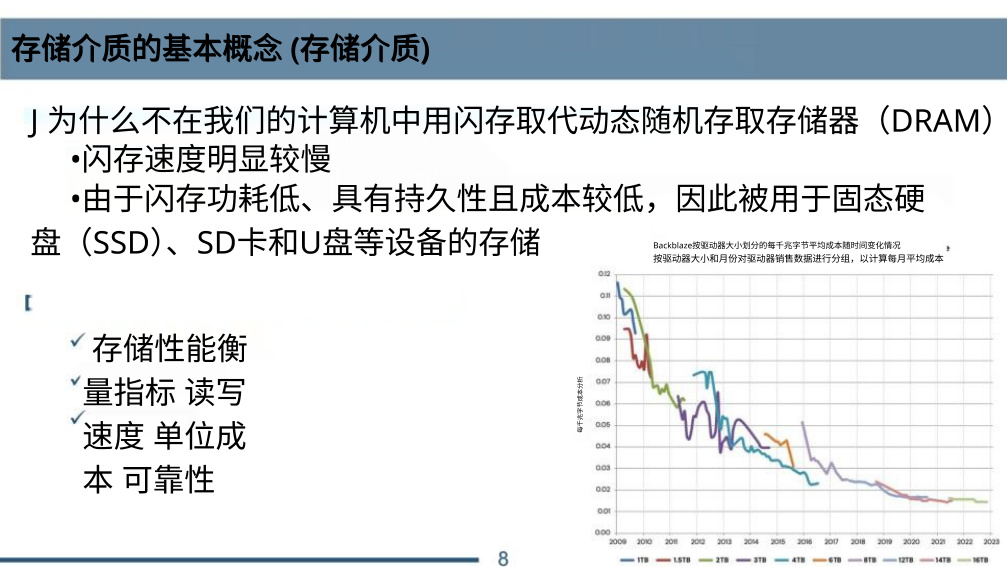 存储介质的基本概念 (存储介质)
J 为什么不在我们的计算机中用闪存取代动态随机存取存储器（DRAM）
•闪存速度明显较慢
•由于闪存功耗低、具有持久性且成本较低，因此被用于固态硬
盘（SSD）、SD卡和U盘等设备的存储
✓ 存储性能衡
✓量指标 读写
✓速度 单位成
本 可靠性
Backblaze按驱动器大小划分的每千兆字节平均成本随时间变化情况
按驱动器大小和月份对驱动器销售数据进行分组，以计算每月平均成本
每千兆字节成本分析
0.12
0.11
0.10
0.09
0.08
0.07
0.06
0.05
0.04
0.03
0.02
0.01
0.00
2009 2010 2011 2012 2013 2014 2015 2016 2017 2018 2019 2020 2021 2022 2023
1TB 1.5TB 2TB 3TB 4TB 6TB 8TB 12TB 14TB 16TB
8